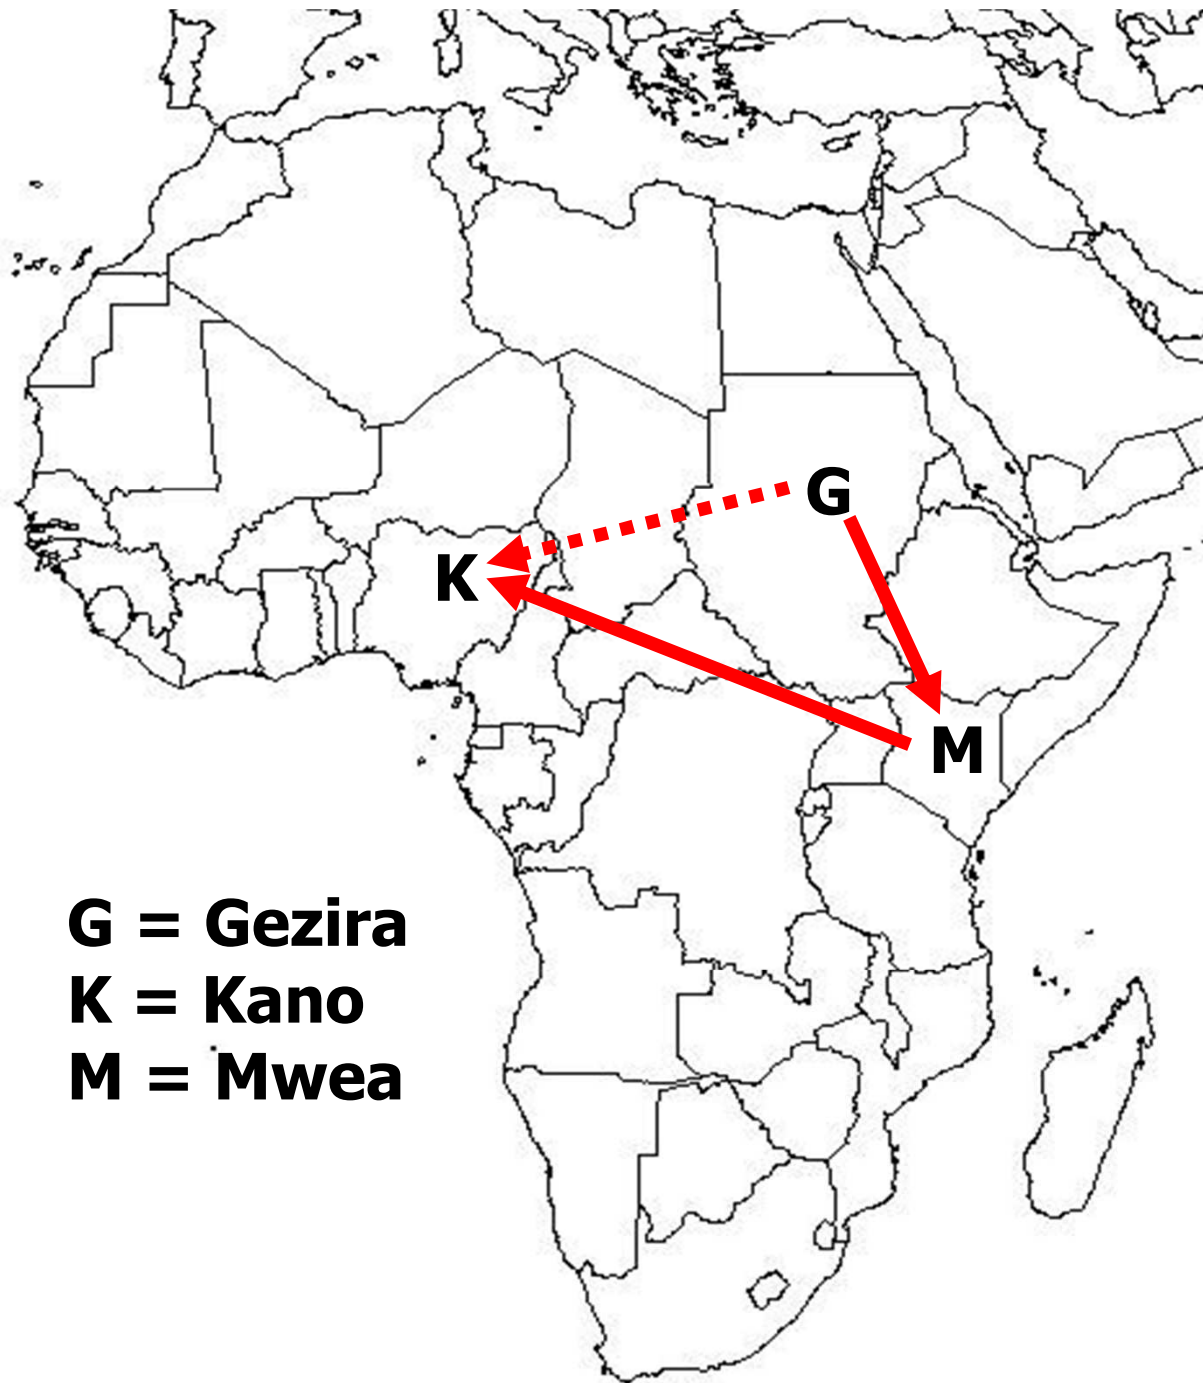 G
K
M
G = Gezira
K = Kano
M = Mwea